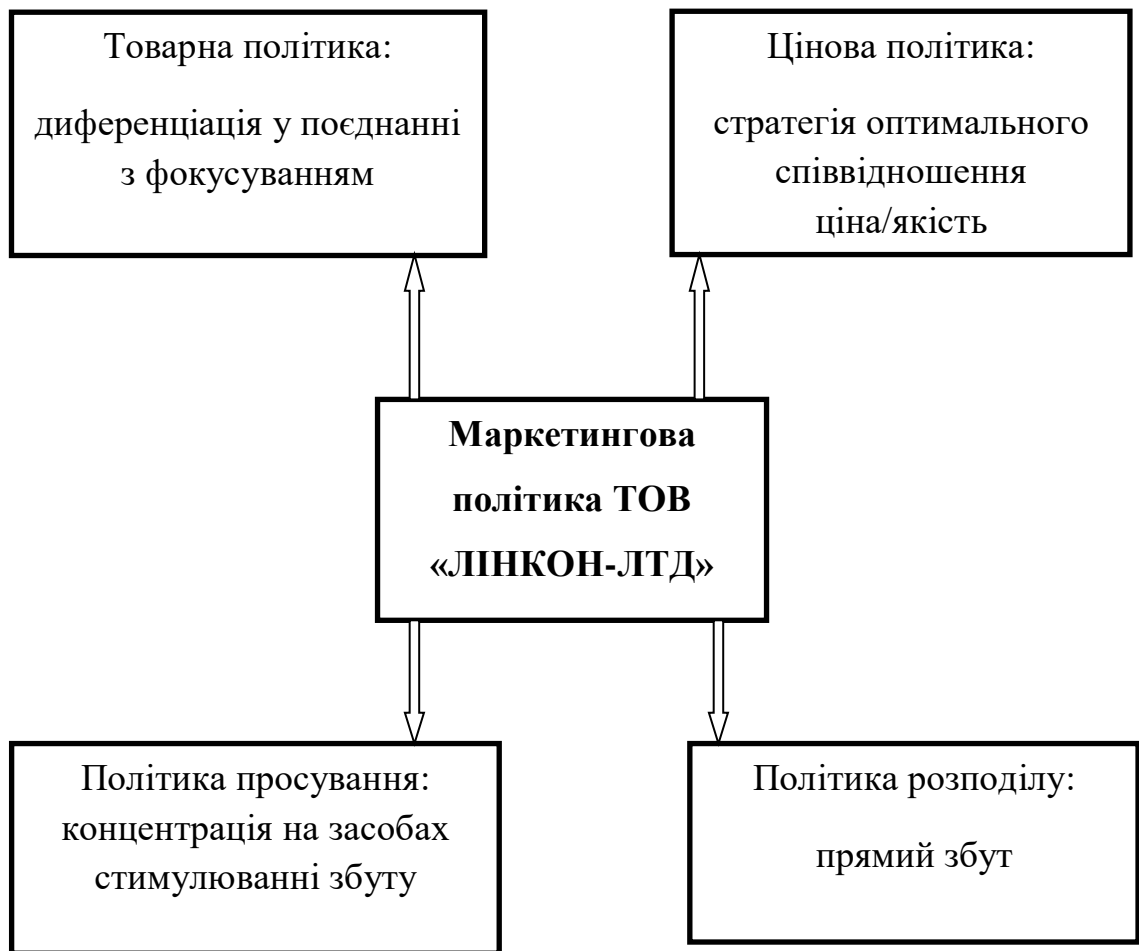 Товарна політика:
диференціація у поєднанні
з фокусуванням
Цінова політика:
стратегія оптимального
співвідношення
ціна/якість
Маркетингова
політика ТОВ
«ЛІНКОН-ЛТД»
Політика просування:
концентрація на засобах
стимулюванні збуту
Політика розподілу:
прямий збут